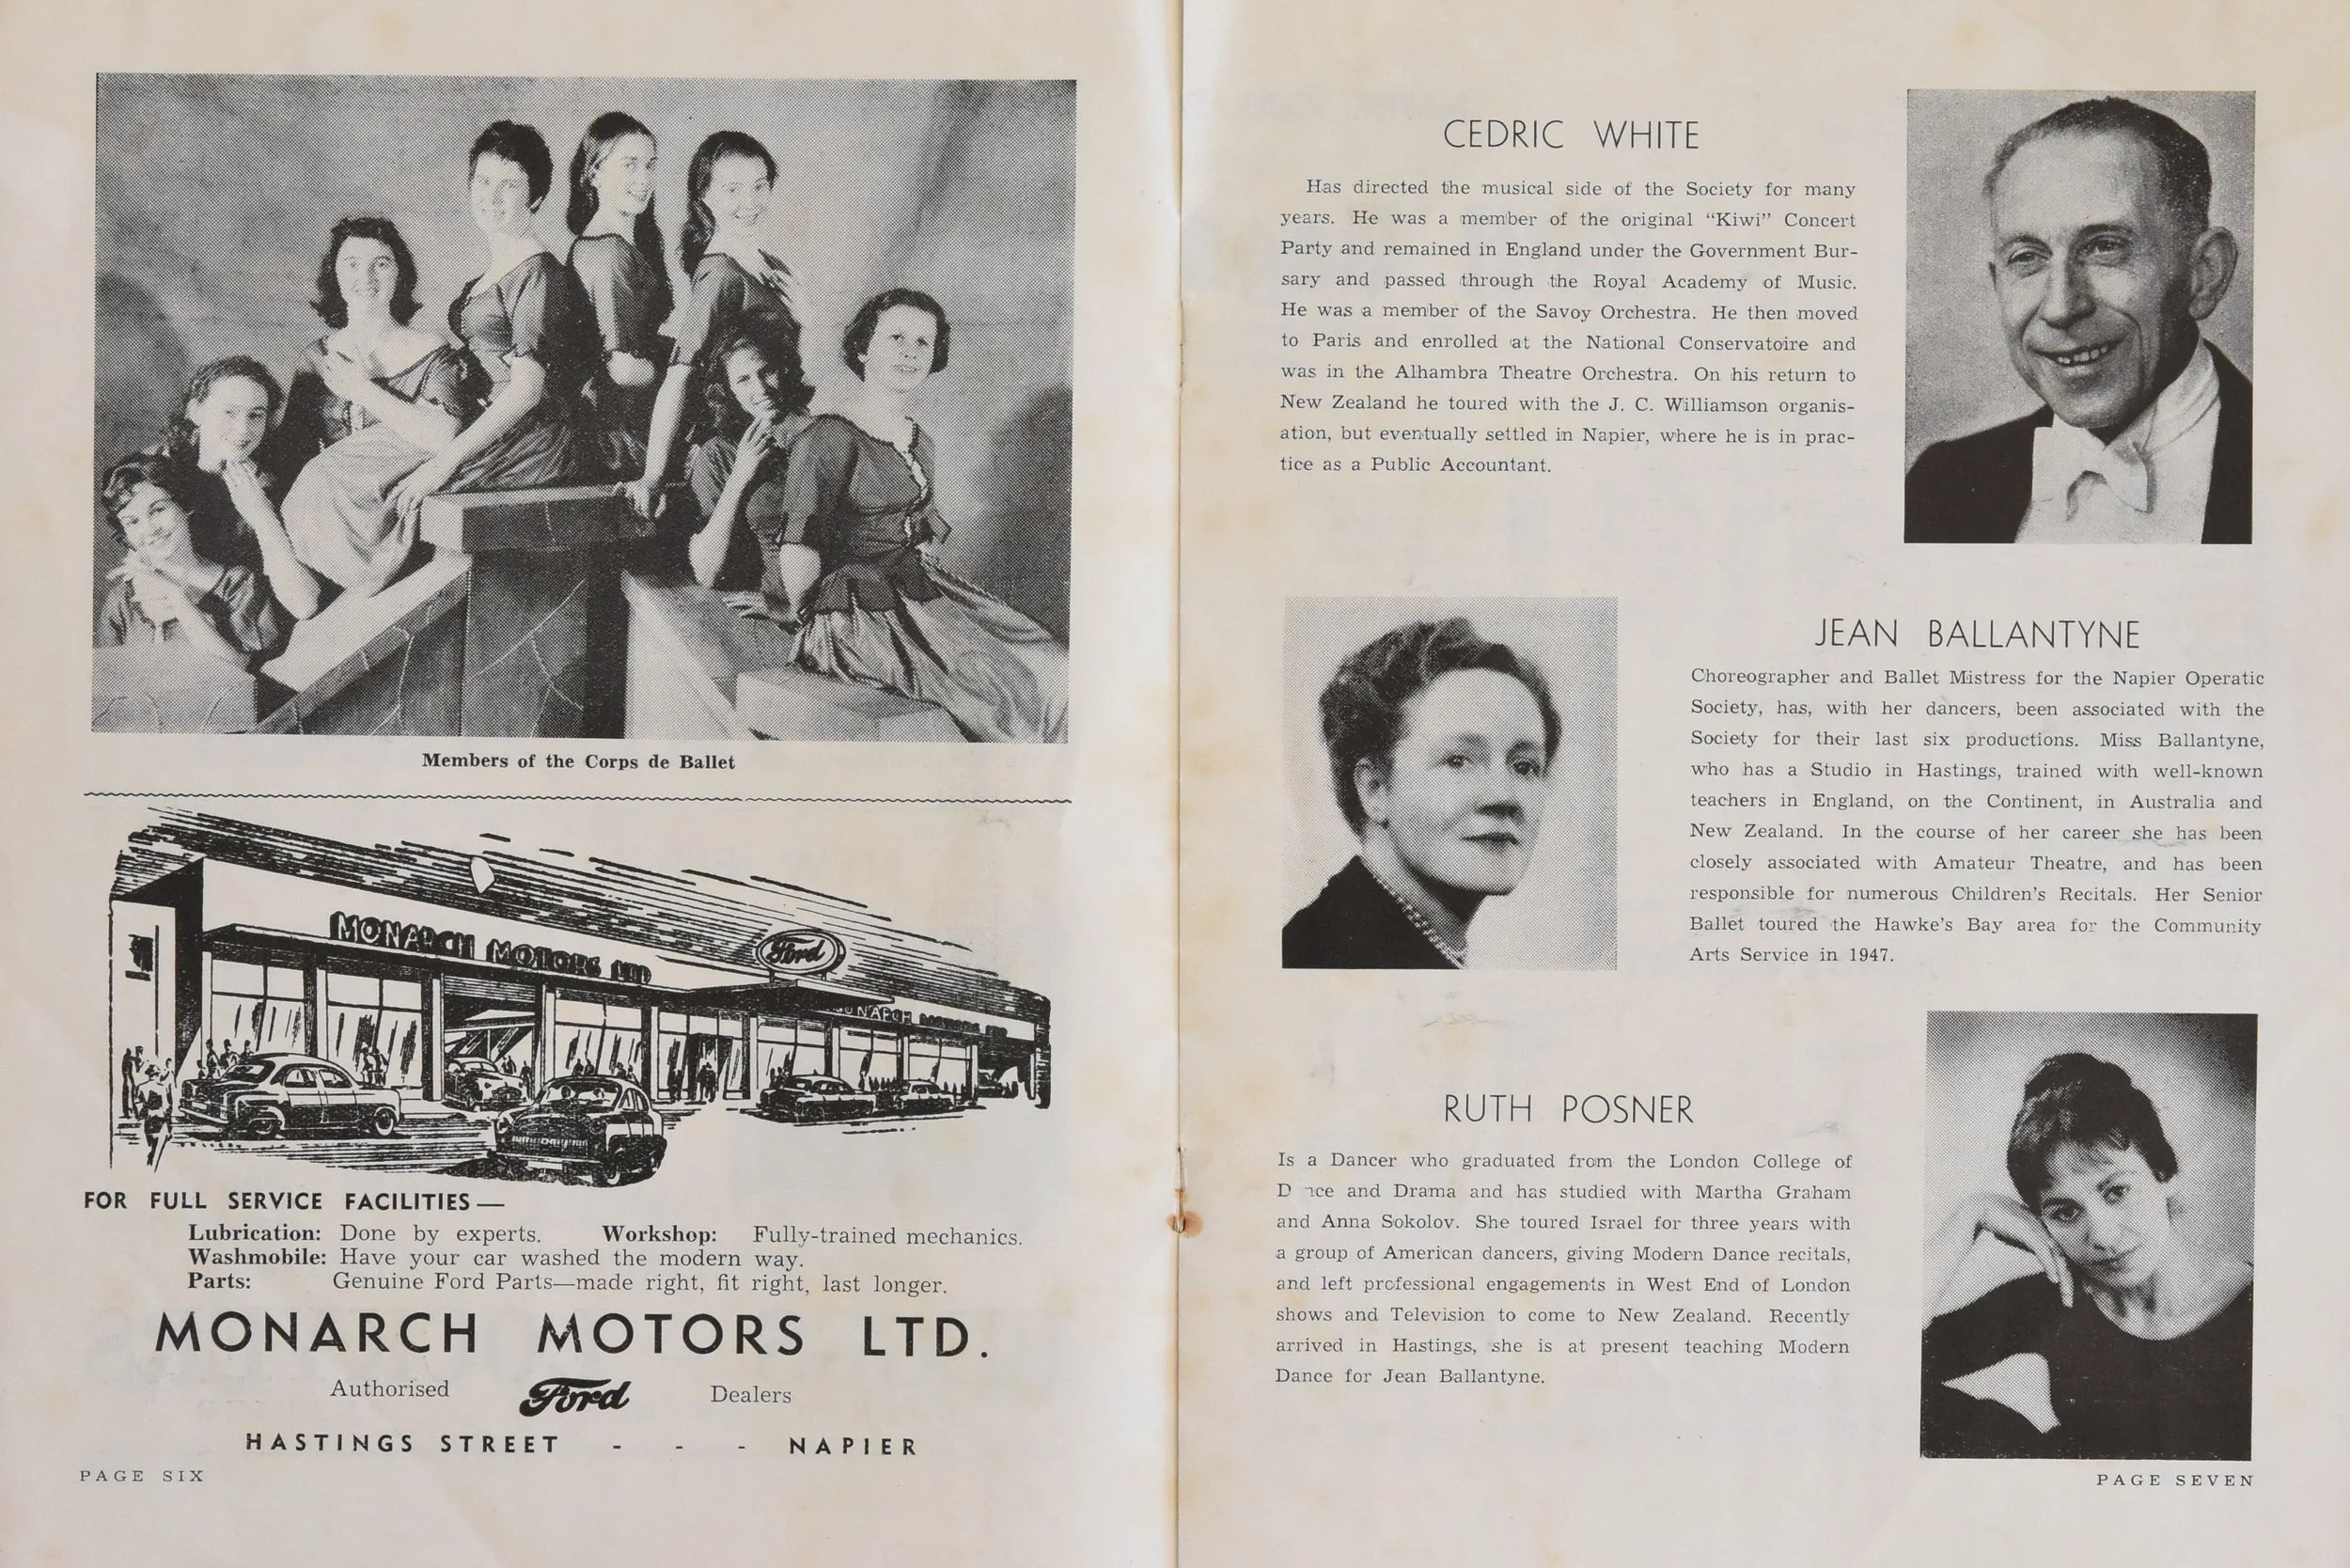 Members of the Corps de Ballet
MONARCH MOTORS LTD
Ford
MONARCH MOTORS LTD
FOR FULL SERVICE FACILITIES—
Lubrication: Done by experts. Workshop: Fully-trained mechanics.
Washmobile: Have your car washed the modern way.
Parts: Genuine Ford Parts—made right, fit right, last longer.
MONARCH MOTORS LTD.
Authorised Ford Dealers
HASTINGS STREET - - - NAPIER
PAGE SIX
CEDRIC WHITE
Has directed the musical side of the Society for many
years. He was a member of the original “Kiwi” Concert
Party and remained in England under the Government Bur-
sary and passed through the Royal Academy of Music.
He was a member of the Savoy Orchestra. He then moved
to Paris and enrolled at the National Conservatoire and
was in the Alhambra Theatre Orchestra. On his return to
New Zealand he toured with the J. C. Williamson organis-
ation, but eventually settled in Napier, where he is in prac-
tice as a Public Accountant.
JEAN BALLANTYNE
Choreographer and Ballet Mistress for the Napier Operatic
Society, has, with her dancers, been associated with the
Society for their last six productions. Miss Ballantyne,
who has a Studio in Hastings, trained with well-known
teachers in England, on the Continent, in Australia and
New Zealand. In the course of her career she has been
closely associated with Amateur Theatre, and has been
responsible for numerous Children’s Recitals. Her Senior
Ballet toured the Hawke’s Bay area for the Community
Arts Service in 1947.
RUTH POSNER
Is a Dancer who graduated from the London College of
D nce and Drama and has studied with Martha Graham
and Anna Sokolov. She toured Israel for three years with
a group of American dancers, giving Modern Dance recitals,
and left professional engagements in West End of London
shows and Television to come to New Zealand. Recently
arrived in Hastings, she is at present teaching Modern
Dance for Jean Ballantyne.
PAGE SEVEN